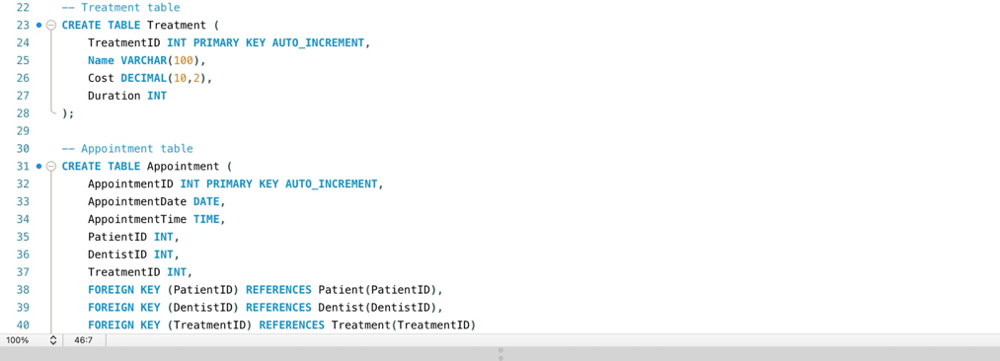 22 -- Treatment table
23 CREATE TABLE Treatment (
24 TreatmentID INT PRIMARY KEY AUTO_INCREMENT,
25 Name VARCHAR(100),
26 Cost DECIMAL(10,2),
27 Duration INT
28 );
29
30 -- Appointment table
31 CREATE TABLE Appointment (
32 AppointmentID INT PRIMARY KEY AUTO_INCREMENT,
33 AppointmentDate DATE,
34 AppointmentTime TIME,
35 PatientID INT,
36 DentistID INT,
37 TreatmentID INT,
38 FOREIGN KEY (PatientID) REFERENCES Patient(PatientID),
39 FOREIGN KEY (DentistID) REFERENCES Dentist(DentistID),
40 FOREIGN KEY (TreatmentID) REFERENCES Treatment(TreatmentID)
100% 46:7